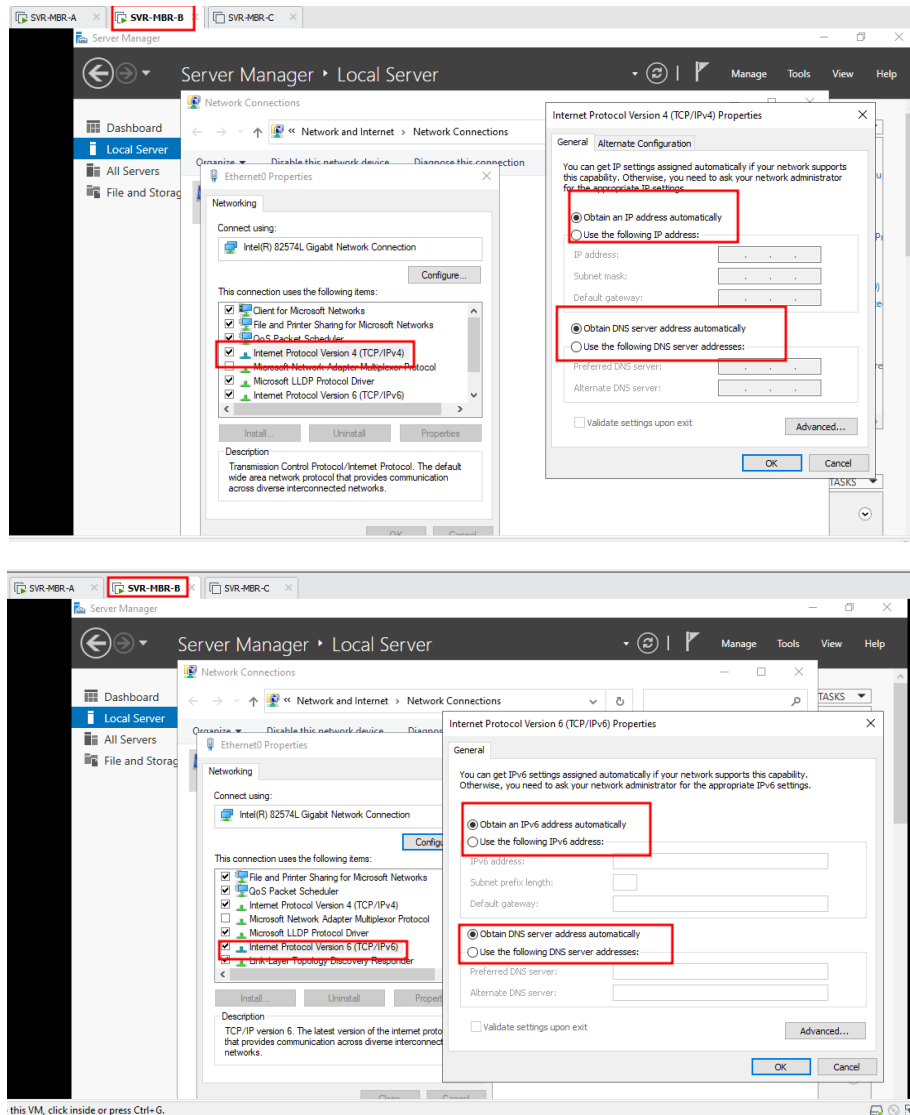 SVR-MBR-A × SVR-MBR-B × SVR-MBR-C ×
Server Manager
Server Manager ‣ Local Server
Manage Tools View Help
Dashboard
Local Server
All Servers
File and Storag
Network Connections
« Network and Internet › Network Connections
Organize Disable this network device Diagnose this connection
Ethernet0 Properties
Networking
Connect using:
Intel(R) 82574L Gigabit Network Connection
Configure...
This connection uses the following items:
Client for Microsoft Networks
File and Printer Sharing for Microsoft Networks
QoS Packet Scheduler
Internet Protocol Version 4 (TCP/IPv4)
Microsoft Network Adapter Multiplexor Protocol
Microsoft LLDP Protocol Driver
Internet Protocol Version 6 (TCP/IPv6)
Install... Uninstall Properties
Description
Transmission Control Protocol/Internet Protocol. The default
wide area network protocol that provides communication
across diverse interconnected networks.
OK Cancel
Internet Protocol Version 4 (TCP/IPv4) Properties
General Alternate Configuration
You can get IP settings assigned automatically if your network supports
this capability. Otherwise, you need to ask your network administrator
for the appropriate IP settings.
Obtain an IP address automatically
Use the following IP address:
IP address:
Subnet mask:
Default gateway:
Obtain DNS server address automatically
Use the following DNS server addresses:
Preferred DNS server:
Alternate DNS server:
Validate settings upon exit
Advanced...
OK Cancel
TASKS
SVR-MBR-A × SVR-MBR-B × SVR-MBR-C ×
Server Manager
Server Manager ‣ Local Server
Manage Tools View Help
Dashboard
Local Server
All Servers
File and Storag
Network Connections
« Network and Internet › Network Connections
TASKS
Organize Disable this network device Diagnos
Ethernet0 Properties
Networking
Connect using:
Intel(R) 82574L Gigabit Network Connection
Configu
This connection uses the following items:
File and Printer Sharing for Microsoft Networks
QoS Packet Scheduler
Internet Protocol Version 4 (TCP/IPv4)
Microsoft Network Adapter Multiplexor Protocol
Microsoft LLDP Protocol Driver
Internet Protocol Version 6 (TCP/IPv6)
Link-Layer Topology Discovery Responder
Install... Uninstall Propert
Description
TCP/IP version 6. The latest version of the internet proto
that provides communication across diverse interconnect
networks.
Close Cancel
Internet Protocol Version 6 (TCP/IPv6) Properties
General
You can get IPv6 settings assigned automatically if your network supports this capability.
Otherwise, you need to ask your network administrator for the appropriate IPv6 settings.
Obtain an IPv6 address automatically
Use the following IPv6 address:
IPv6 address:
Subnet prefix length:
Default gateway:
Obtain DNS server address automatically
Use the following DNS server addresses:
Preferred DNS server:
Alternate DNS server:
Validate settings upon exit
Advanced...
OK Cancel
this VM, click inside or press Ctrl+G.